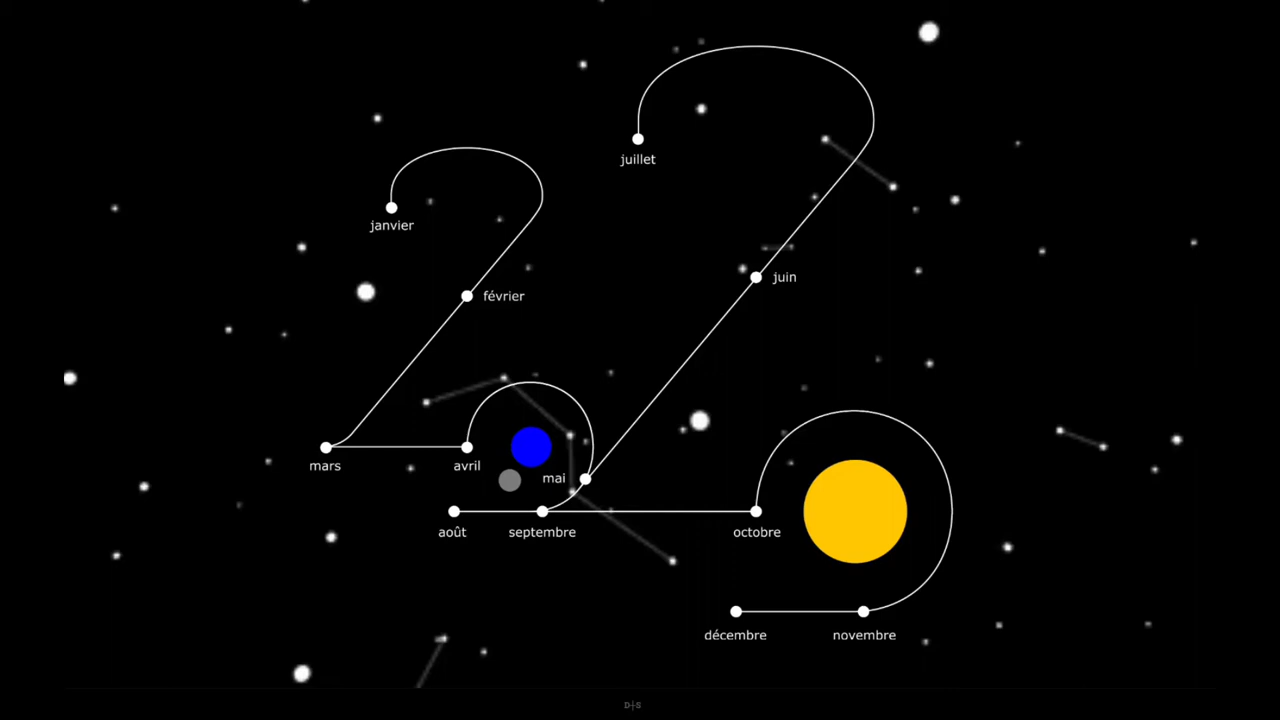 juillet
janvier
juin
février
mars
avril
mai
août
septembre
octobre
décembre
novembre
D|S